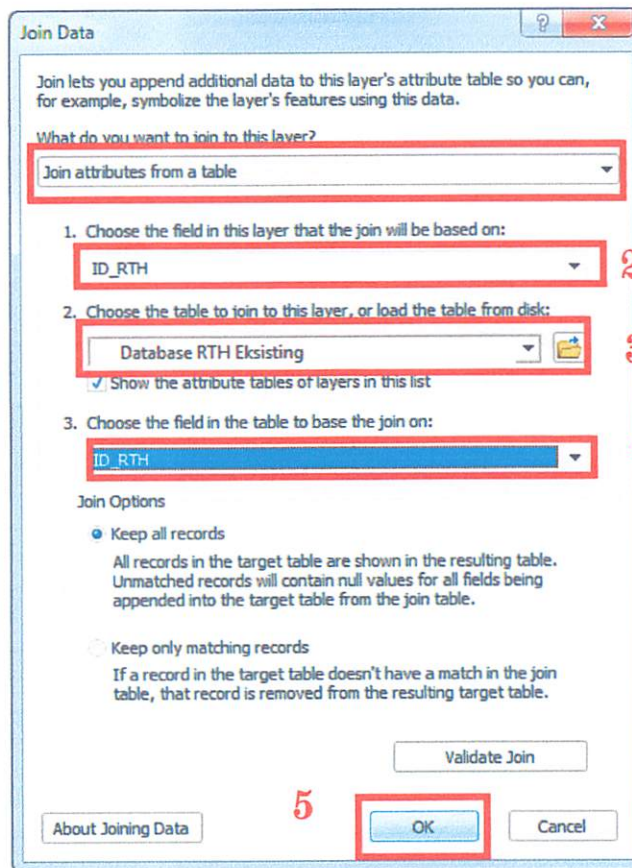 Join Data
Join lets you append additional data to this layer's attribute table so you can,
for example, symbolize the layer's features using this data.
What do you want to join to this layer?
Join attributes from a table
1. Choose the field in this layer that the join will be based on:
ID_RTH
2
2. Choose the table to join to this layer, or load the table from disk:
Database RTH Eksisting
3
Show the attribute tables of layers in this list
3. Choose the field in the table to base the join on:
ID_RTH
Join Options
Keep all records
All records in the target table are shown in the resulting table.
Unmatched records will contain null values for all fields being
appended into the target table from the join table.
Keep only matching records
If a record in the target table doesn't have a match in the join
table, that record is removed from the resulting target table.
Validate Join
5
About Joining Data
OK
Cancel